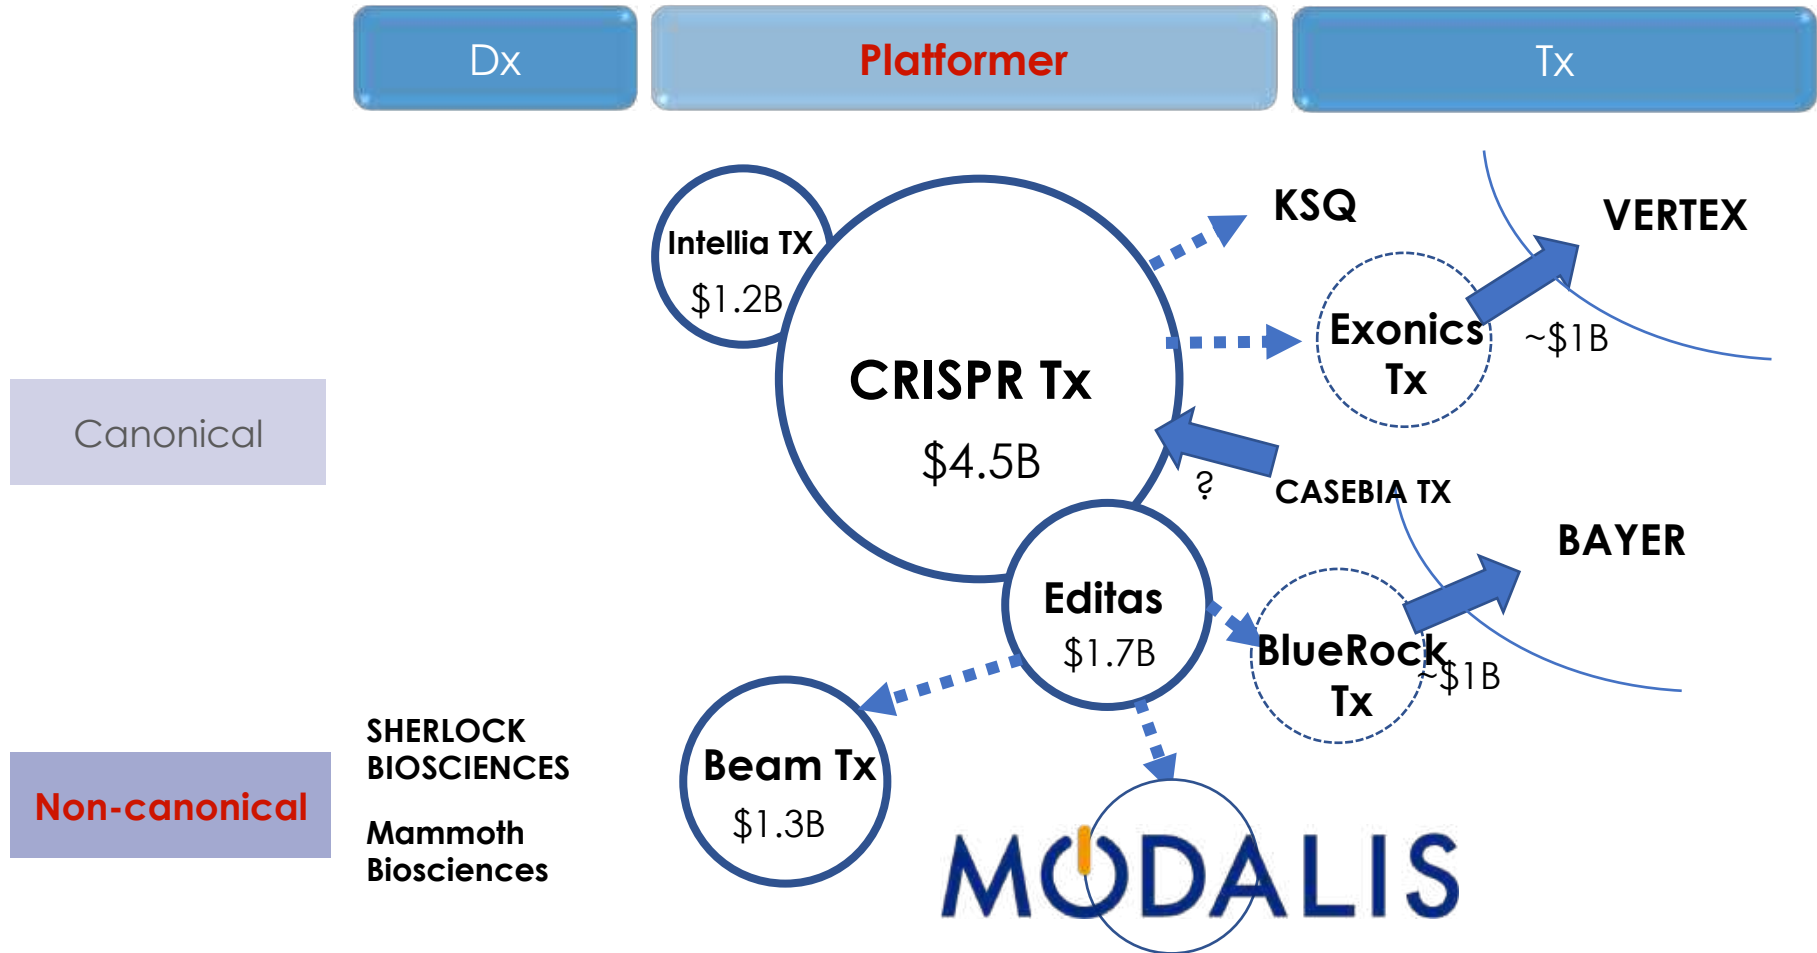 Dx
Platformer
Tx
Intellia TX
$1.2B
KSQ
VERTEX
Exonics
Tx
~$1B
CRISPR Tx
$4.5B
Canonical
?
CASEBIA TX
BAYER
Editas
$1.7B
BlueRock
Tx
~$1B
SHERLOCK
BIOSCIENCES
Beam Tx
$1.3B
Non-canonical
Mammoth
Biosciences
MODALIS